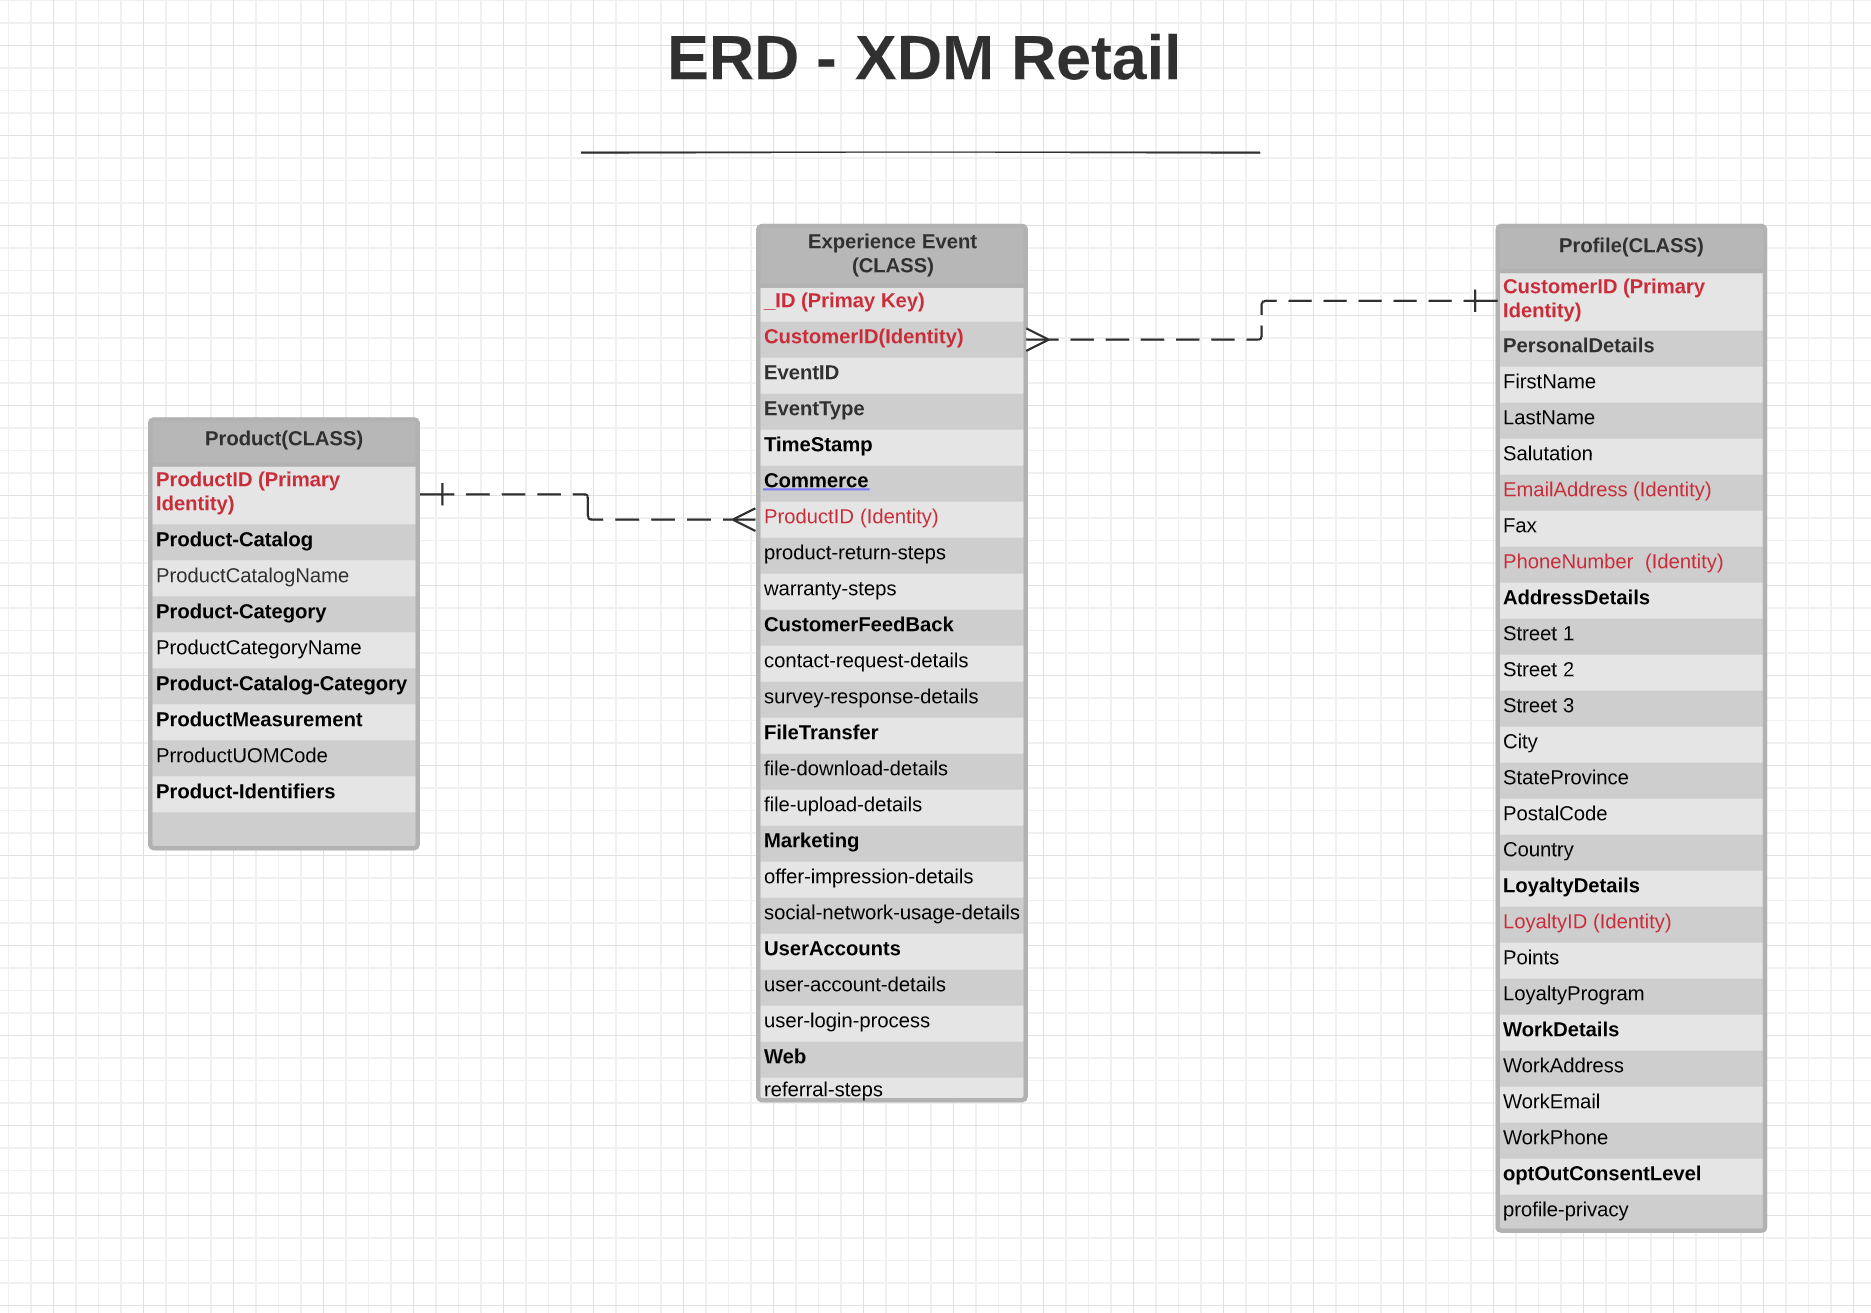 ERD - XDM Retail
Product(CLASS)
ProductID (Primary
Identity)
Product-Catalog
ProductCatalogName
Product-Category
ProductCategoryName
Product-Catalog-Category
ProductMeasurement
PrroductUOMCode
Product-Identifiers
Experience Event
(CLASS)
_ID (Primay Key)
CustomerID(Identity)
EventID
EventType
TimeStamp
Commerce
ProductID (Identity)
product-return-steps
warranty-steps
CustomerFeedBack
contact-request-details
survey-response-details
FileTransfer
file-download-details
file-upload-details
Marketing
offer-impression-details
social-network-usage-details
UserAccounts
user-account-details
user-login-process
Web
referral-steps
Profile(CLASS)
CustomerID (Primary
Identity)
PersonalDetails
FirstName
LastName
Salutation
EmailAddress (Identity)
Fax
PhoneNumber  (Identity)
AddressDetails
Street 1
Street 2
Street 3
City
StateProvince
PostalCode
Country
LoyaltyDetails
LoyaltyID (Identity)
Points
LoyaltyProgram
WorkDetails
WorkAddress
WorkEmail
WorkPhone
optOutConsentLevel
profile-privacy